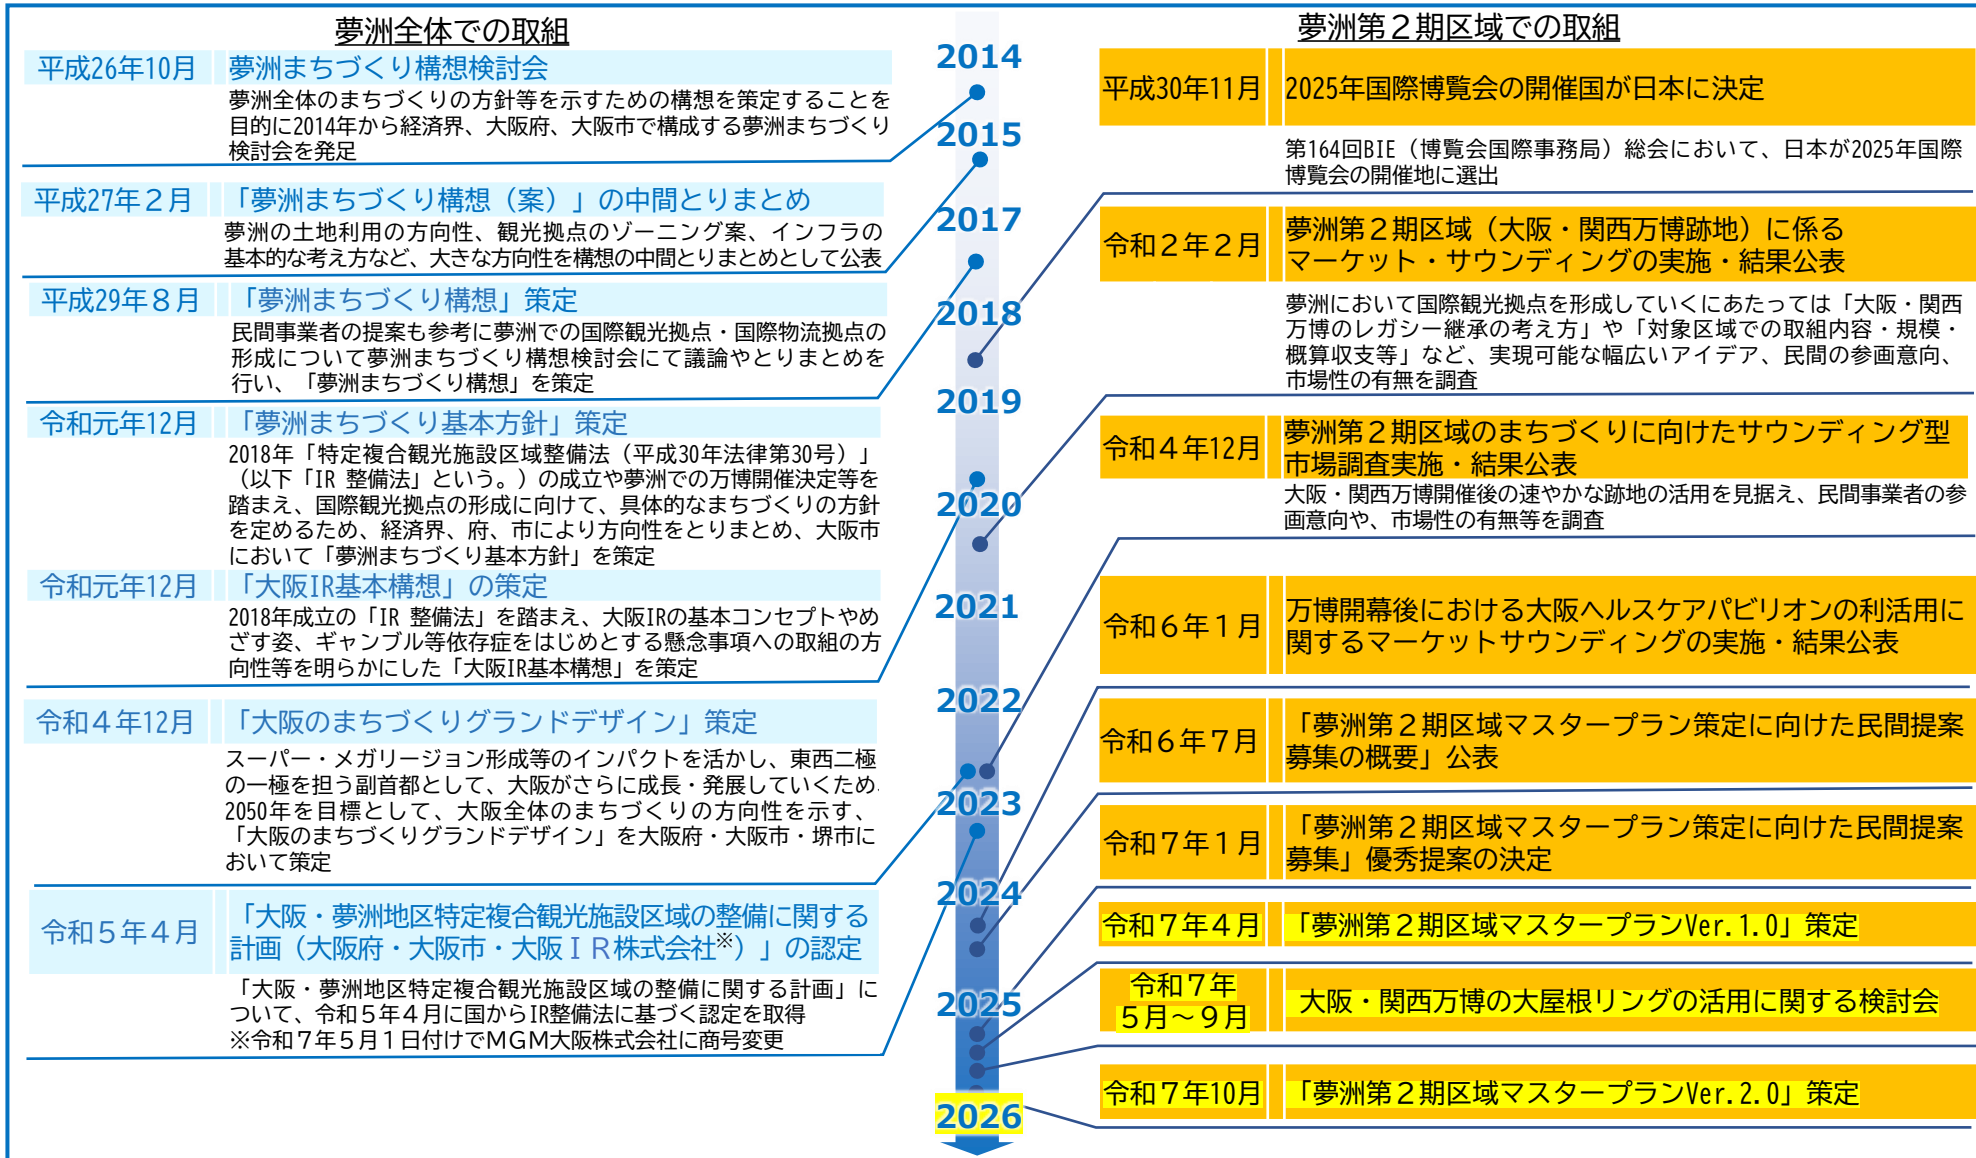 夢洲全体での取組
平成26年10月
夢洲まちづくり構想検討会
夢洲全体のまちづくりの方針等を示すための構想を策定することを
目的に2014年から経済界、大阪府、大阪市で構成する夢洲まちづくり
検討会を発足
平成27年２月
「夢洲まちづくり構想（案）」の中間とりまとめ
夢洲の土地利用の方向性、観光拠点のゾーニング案、インフラの
基本的な考え方など、大きな方向性を構想の中間とりまとめとして公表
平成29年８月
「夢洲まちづくり構想」策定
民間事業者の提案も参考に夢洲での国際観光拠点・国際物流拠点の
形成について夢洲まちづくり構想検討会にて議論やとりまとめを
行い、「夢洲まちづくり構想」を策定
令和元年12月
「夢洲まちづくり基本方針」策定
2018年「特定複合観光施設区域整備法（平成30年法律第30号）」
（以下「IR 整備法」という。）の成立や夢洲での万博開催決定等を
踏まえ、国際観光拠点の形成に向けて、具体的なまちづくりの方針
を定めるため、経済界、府、市により方向性をとりまとめ、大阪市
において「夢洲まちづくり基本方針」を策定
令和元年12月
「大阪IR基本構想」の策定
2018年成立の「IR 整備法」を踏まえ、大阪IRの基本コンセプトやめ
ざす姿、ギャンブル等依存症をはじめとする懸念事項への取組の方
向性等を明らかにした「大阪IR基本構想」を策定
令和４年12月
「大阪のまちづくりグランドデザイン」策定
スーパー・メガリージョン形成等のインパクトを活かし、東西二極
の一極を担う副首都として、大阪がさらに成長・発展していくため、
2050年を目標として、大阪全体のまちづくりの方向性を示す、
「大阪のまちづくりグランドデザイン」を大阪府・大阪市・堺市に
おいて策定
令和５年４月
「大阪・夢洲地区特定複合観光施設区域の整備に関する
計画（大阪府・大阪市・大阪ＩＲ株式会社※）」の認定
「大阪・夢洲地区特定複合観光施設区域の整備に関する計画」に
ついて、令和５年４月に国からIR整備法に基づく認定を取得
※令和７年５月１日付けでMGM大阪株式会社に商号変更
2014
2015
2017
2018
2019
2020
2021
2022
2023
2024
2025
2026
夢洲第２期区域での取組
平成30年11月
2025年国際博覧会の開催国が日本に決定
第164回BIE（博覧会国際事務局）総会において、日本が2025年国際
博覧会の開催地に選出
令和２年２月
夢洲第２期区域（大阪・関西万博跡地）に係る
マーケット・サウンディングの実施・結果公表
夢洲において国際観光拠点を形成していくにあたっては「大阪・関西
万博のレガシー継承の考え方」や「対象区域での取組内容・規模・
概算収支等」など、実現可能な幅広いアイデア、民間の参画意向、
市場性の有無を調査
令和４年12月
夢洲第２期区域のまちづくりに向けたサウンディング型
市場調査実施・結果公表
大阪・関西万博開催後の速やかな跡地の活用を見据え、民間事業者の参
画意向や、市場性の有無等を調査
令和６年１月
万博開幕後における大阪ヘルスケアパビリオンの利活用に
関するマーケットサウンディングの実施・結果公表
令和６年７月
「夢洲第２期区域マスタープラン策定に向けた民間提案
募集の概要」公表
令和７年１月
「夢洲第２期区域マスタープラン策定に向けた民間提案
募集」優秀提案の決定
令和７年４月
「夢洲第２期区域マスタープランVer.1.0」策定
令和７年
５月～９月
大阪・関西万博の大屋根リングの活用に関する検討会
令和７年10月
「夢洲第２期区域マスタープランVer.2.0」策定